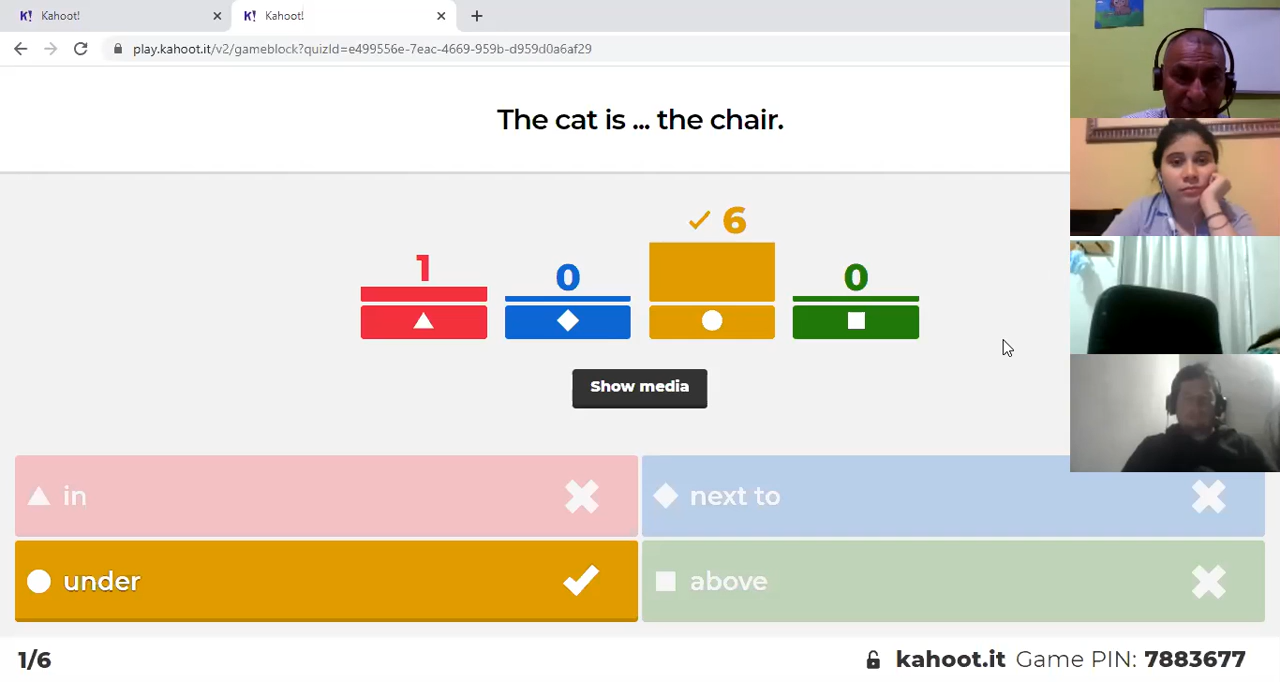 K! Kahoot!
K! Kahoot!
play.kahoot.it/v2/gameblock?quizId=e499556e-7eac-4669-959b-d959d0a6af29
The cat is ... the chair.
1
0
6
0
Show media
in
next to
under
above
1/6
kahoot.it Game PIN: 7883677